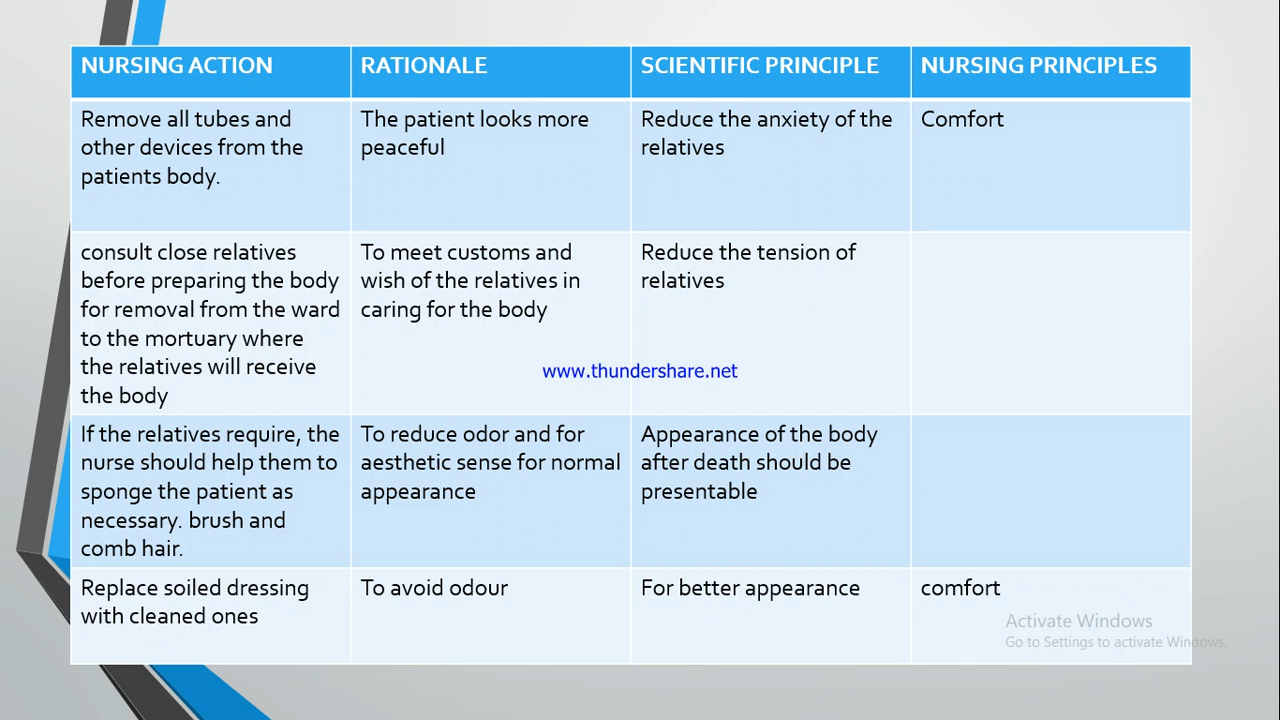 NURSING ACTION
RATIONALE
SCIENTIFIC PRINCIPLE
NURSING PRINCIPLES
Remove all tubes and
other devices from the
patients body.
The patient looks more
peaceful
Reduce the anxiety of the
relatives
Comfort
consult close relatives
before preparing the body
for removal from the ward
to the mortuary where
the relatives will receive
the body
To meet customs and
wish of the relatives in
caring for the body
Reduce the tension of
relatives
www.thundershare.net
If the relatives require, the
nurse should help them to
sponge the patient as
necessary. brush and
comb hair.
To reduce odor and for
aesthetic sense for normal
appearance
Appearance of the body
after death should be
presentable
Replace soiled dressing
with cleaned ones
To avoid odour
For better appearance
comfort
Activate Windows
Go to Settings to activate Windows.